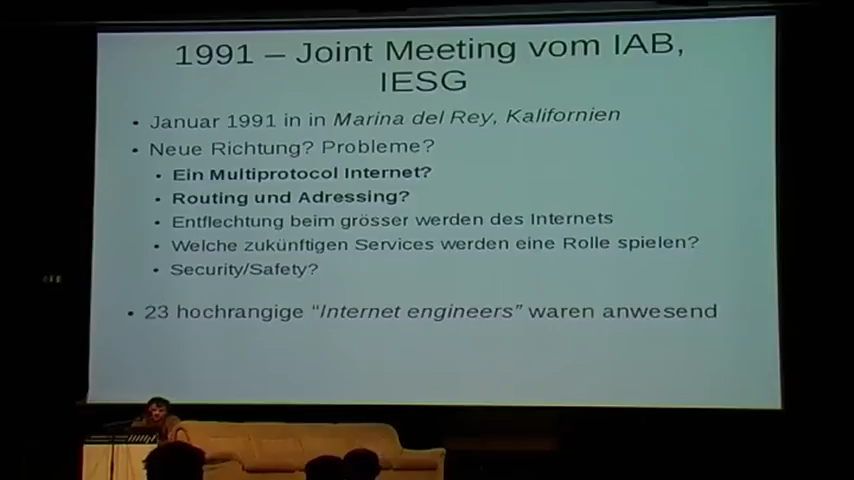 1991 – Joint Meeting vom IAB,
IESG
• Januar 1991 in in Marina del Rey, Kalifornien
• Neue Richtung? Probleme?
• Ein Multiprotocol Internet?
• Routing und Adressing?
• Entflechtung beim grösser werden des Internets
• Welche zukünftigen Services werden eine Rolle spielen?
• Security/Safety?
• 23 hochrangige “Internet engineers” waren anwesend